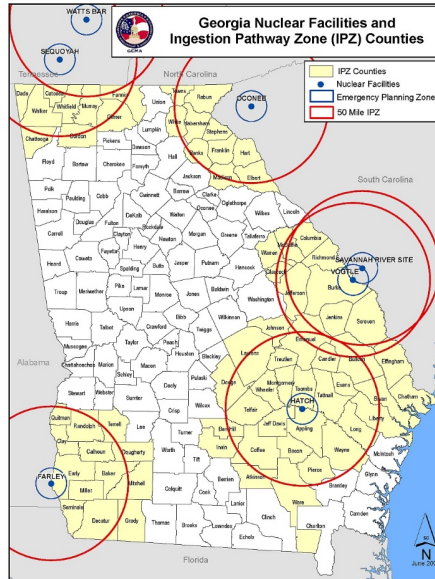 Georgia Nuclear Facilities and
Ingestion Pathway Zone (IPZ) Counties
GEMA
IPZ Counties
Nuclear Facilities
Emergency Planning Zone
50 Mile IPZ
WATTS BAR
SEQUOYAH
Tennessee
North Carolina
OCONEE
South Carolina
SAVANNAH RIVER SITE
VOGTLE
Alabama
HATCH
FARLEY
Florida
Dade
Walker
Whitfield
Murray
Gilmer
Union
Rabun
Habersham
Stephens
Chattooga
Gordon
Pickens
Dawson
Lumpkin
White
Banks
Franklin
Hart
Floyd
Bartow
Cherokee
Forsyth
Hall
Jackson
Madison
Elbert
Polk
Paulding
Cobb
Gwinnett
Barrow
Clarke
Oglethorpe
Wilkes
Lincoln
Haralson
Douglas
Fulton
DeKalb
Walton
Oconee
Carroll
Clayton
Rockdale
Newton
Morgan
Greene
Taliaferro
Columbia
Heard
Coweta
Fayette
Henry
Spalding
Butts
Jasper
Putnam
Hancock
Warren
Richmond
Troup
Meriwether
Pike
Lamar
Monroe
Jones
Baldwin
Washington
Jefferson
Jenkins
Screven
Harris
Talbot
Upson
Crawford
Bibb
Twiggs
Wilkinson
Johnson
Emanuel
Muscogee
Taylor
Peach
Houston
Bleckley
Laurens
Treutlen
Candler
Effingham
Chattahoochee
Marion
Macon
Schley
Dooly
Pulaski
Dodge
Wheeler
Montgomery
Toombs
Tattnall
Evans
Bryan
Chatham
Stewart
Webster
Sumter
Crisp
Wilcox
Telfair
Jeff Davis
Appling
Long
Liberty
Quitman
Randolph
Terrell
Lee
Turner
Ben Hill
Irwin
Coffee
Bacon
Wayne
McIntosh
Clay
Calhoun
Dougherty
Worth
Tift
Pierce
Glynn
Early
Baker
Mitchell
Colquitt
Cook
Berrien
Atkinson
Ware
Brantley
Miller
Seminole
Decatur
Grady
Thomas
Brooks
Lanier
Clinch
Echols
Charlton
Camden
N